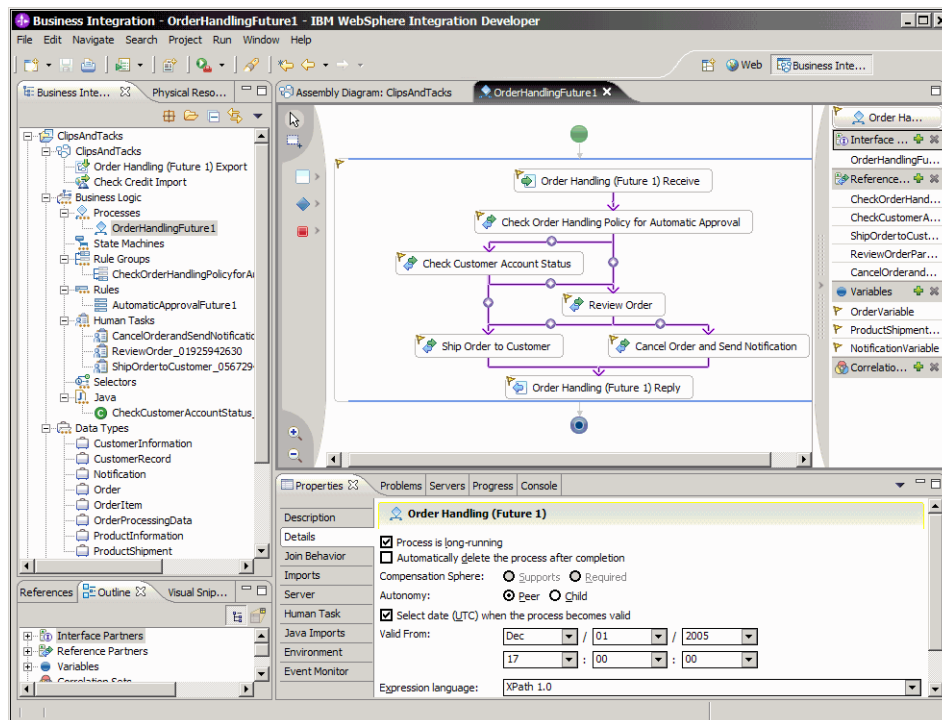 Business Integration - OrderHandlingFuture1 - IBM WebSphere Integration Developer
File Edit Navigate Search Project Run Window Help
Web
Business Inte...
Business Inte...
Physical Reso...
ClipsAndTacks
ClipsAndTacks
Order Handling (Future 1) Export
Check Credit Import
Business Logic
Processes
OrderHandlingFuture1
State Machines
Rule Groups
CheckOrderHandlingPolicyforAu
Rules
AutomaticApprovalFuture1
Human Tasks
CancelOrderandSendNotificatio
ReviewOrder_01925942630
ShipOrdertoCustomer_056729
Selectors
Java
CheckCustomerAccountStatus_
Data Types
CustomerInformation
CustomerRecord
Notification
Order
OrderItem
OrderProcessingData
ProductInformation
ProductShipment
References
Outline
Visual Snip...
Interface Partners
Reference Partners
Variables
Correlation Sets
Assembly Diagram: ClipsAndTacks
OrderHandlingFuture1
Order Handling (Future 1) Receive
Check Order Handling Policy for Automatic Approval
Check Customer Account Status
Review Order
Ship Order to Customer
Cancel Order and Send Notification
Order Handling (Future 1) Reply
Order Ha...
Interface ...
OrderHandlingFu...
Reference...
CheckOrderHand...
CheckCustomerA...
ShipOrdertoCust...
ReviewOrderPar...
CancelOrderand...
Variables
OrderVariable
ProductShipment...
NotificationVariable
Correlatio...
Properties
Problems
Servers
Progress
Console
Description
Details
Join Behavior
Imports
Server
Human Task
Java Imports
Environment
Event Monitor
Order Handling (Future 1)
Process is long-running
Automatically delete the process after completion
Compensation Sphere: Supports Required
Autonomy: Peer Child
Select date (UTC) when the process becomes valid
Valid From: Dec / 01 / 2005
17 : 00 : 00
Expression language: XPath 1.0